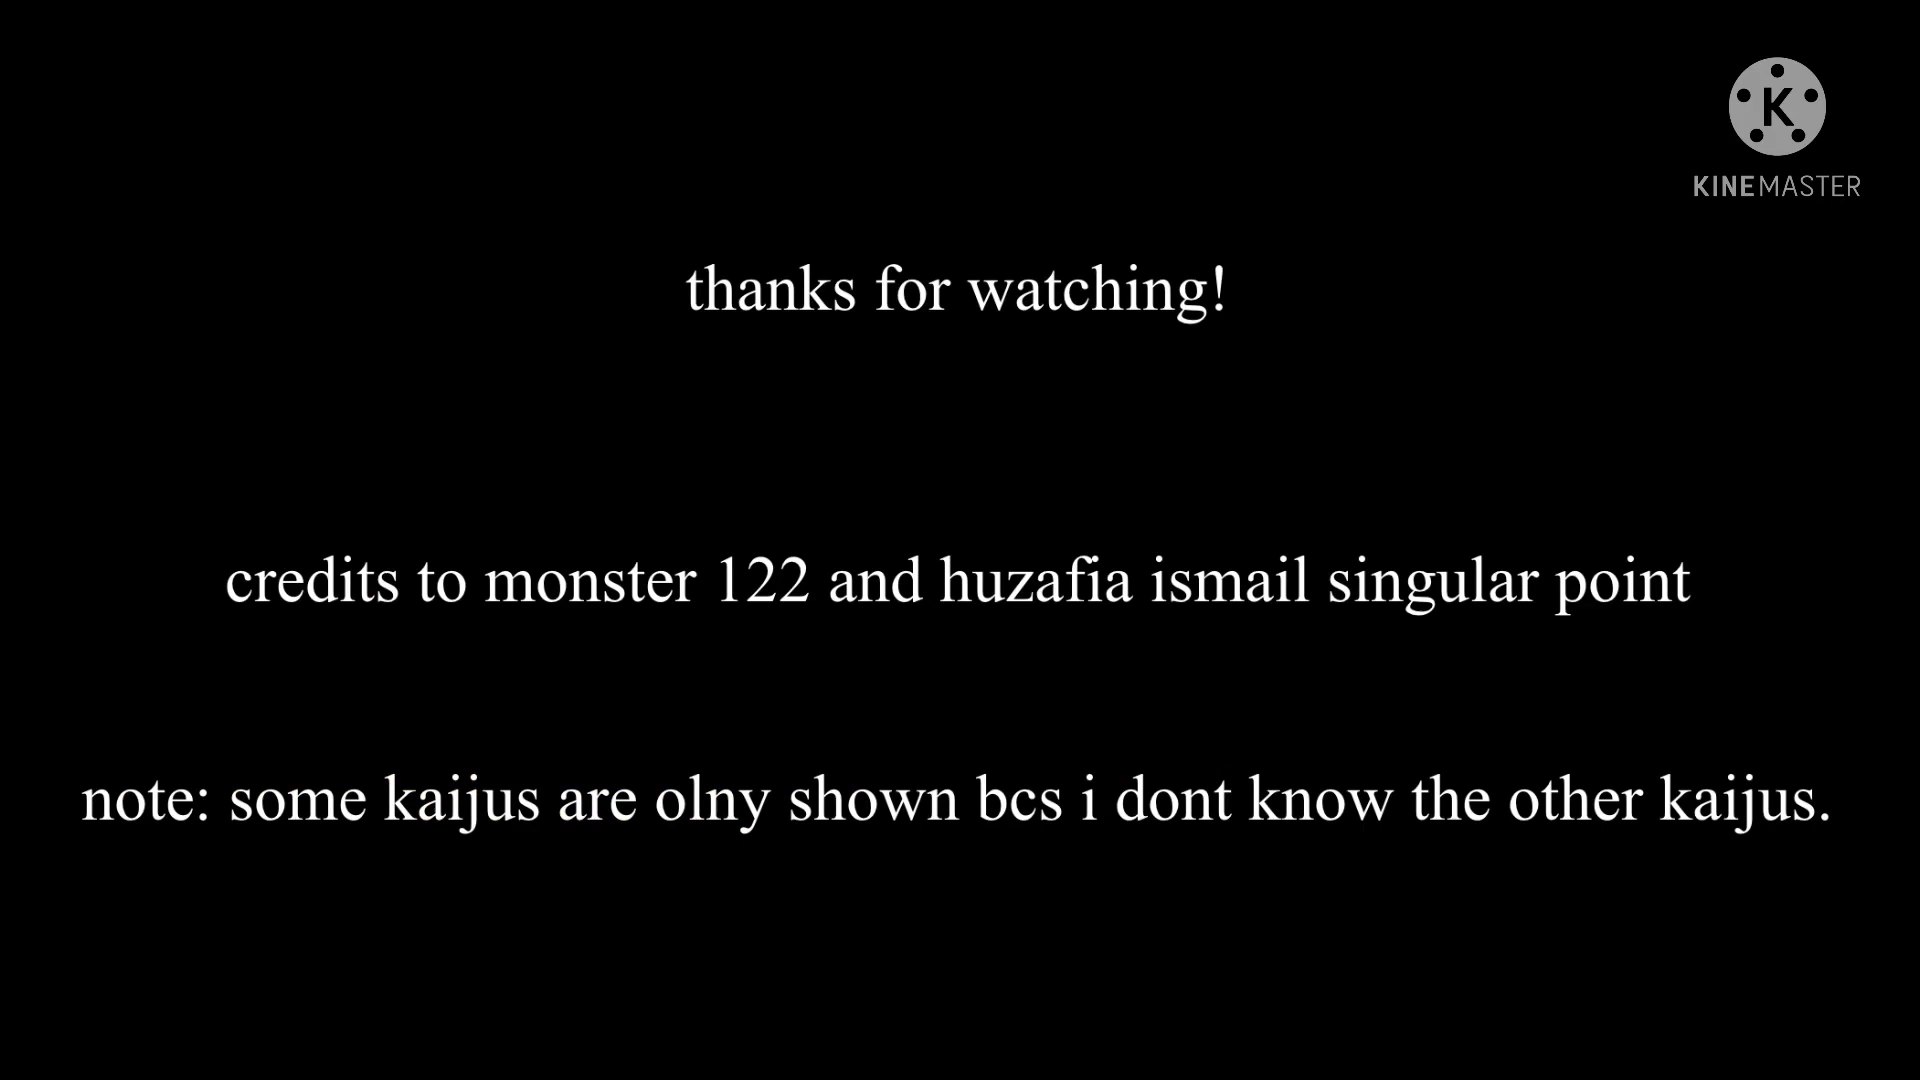 K
KINEMASTER
thanks for watching!
credits to monster 122 and huzafia ismail singular point
note: some kaijus are olny shown bcs i dont know the other kaijus.